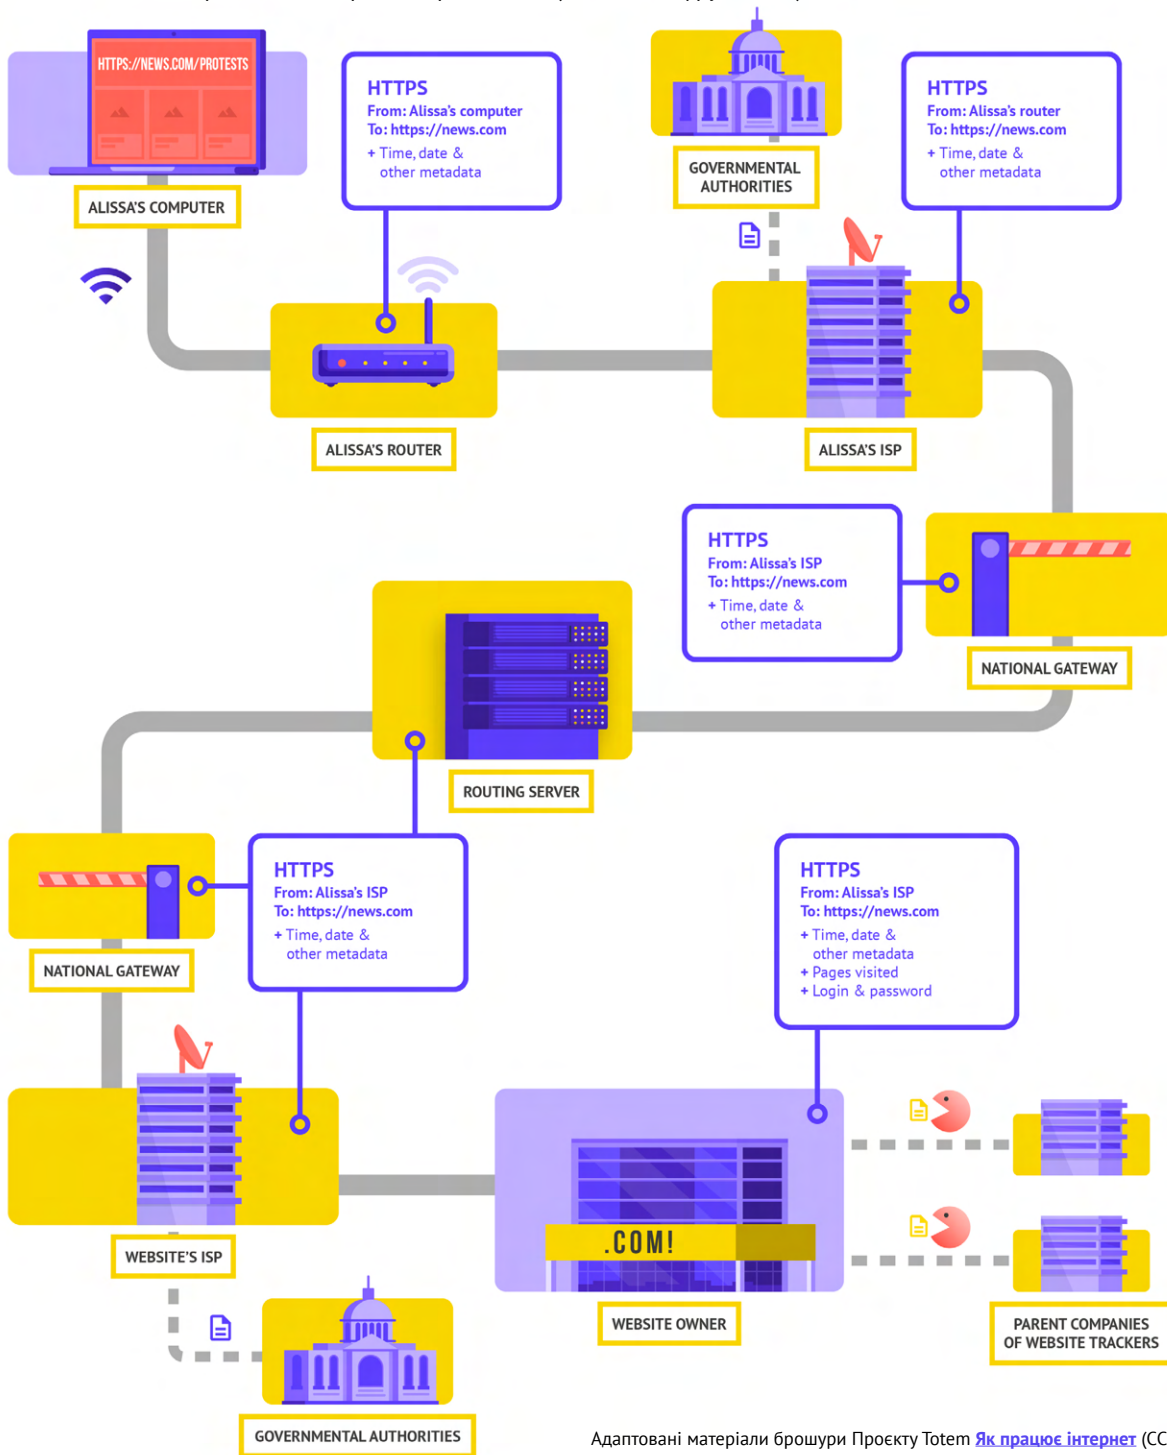 HTTPS://NEWS.COM/PROTESTS
ALISSA'S COMPUTER
HTTPS
From: Alissa's computer
To: https://news.com
+ Time, date &
other metadata
GOVERNMENTAL
AUTHORITIES
HTTPS
From: Alissa's router
To: https://news.com
+ Time, date &
other metadata
ALISSA'S ROUTER
ALISSA'S ISP
HTTPS
From: Alissa's ISP
To: https://news.com
+ Time, date &
other metadata
NATIONAL GATEWAY
ROUTING SERVER
HTTPS
From: Alissa's ISP
To: https://news.com
+ Time, date &
other metadata
NATIONAL GATEWAY
HTTPS
From: Alissa's ISP
To: https://news.com
+ Time, date &
other metadata
+ Pages visited
+ Login & password
WEBSITE'S ISP
.COM!
WEBSITE OWNER
PARENT COMPANIES
OF WEBSITE TRACKERS
GOVERNMENTAL AUTHORITIES
Адаптовані матеріали брошури Проєкту Totem Як працює інтернет (CC